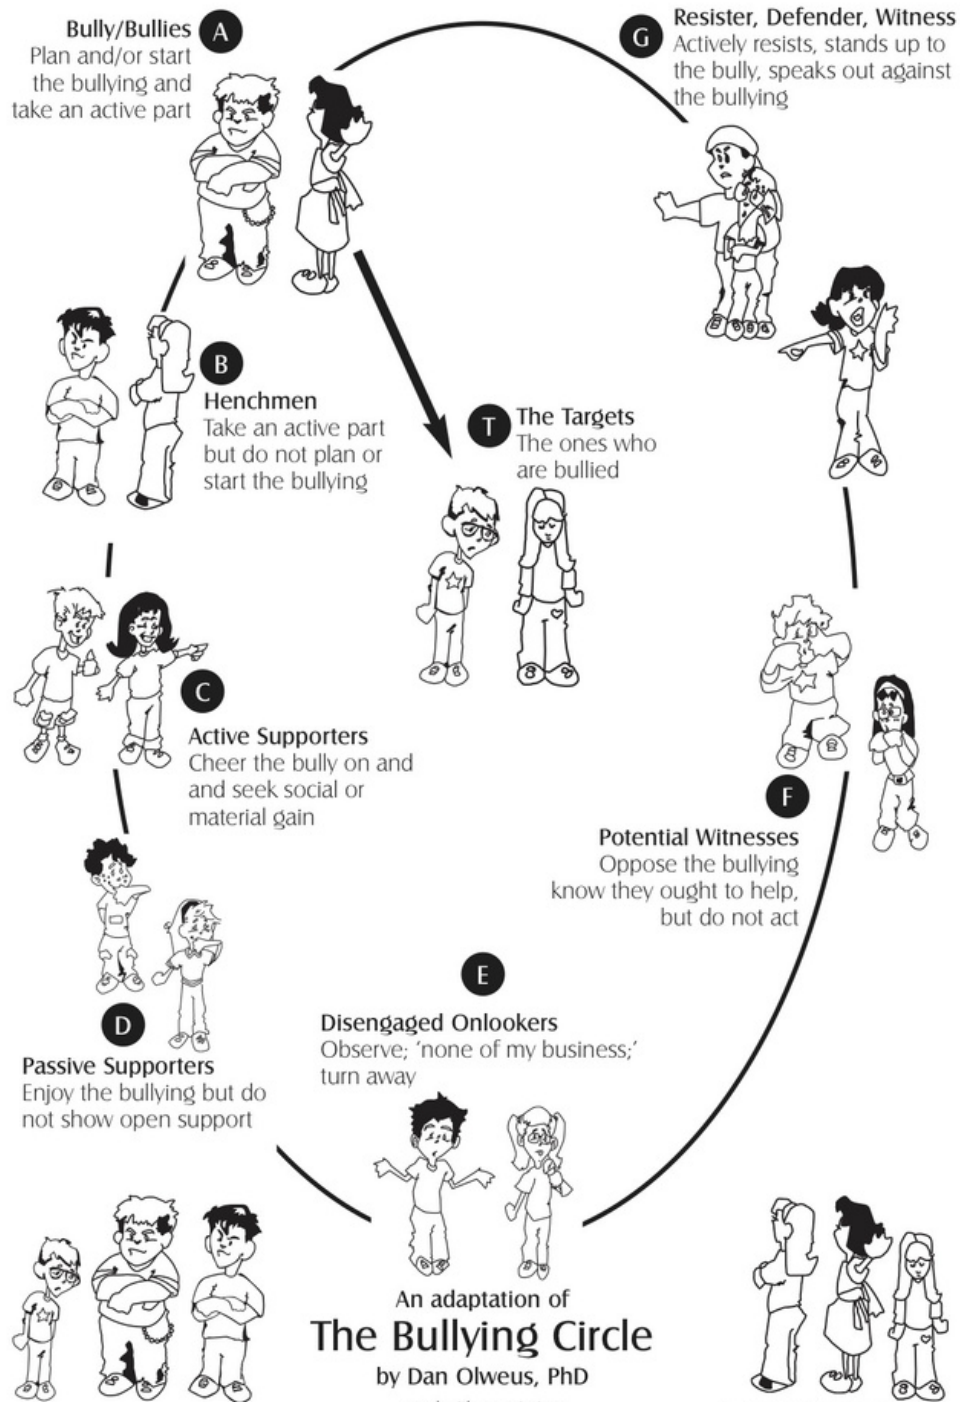 Bully/Bullies
Plan and/or start
the bullying and
take an active part
A
G
Resister, Defender, Witness
Actively resists, stands up to
the bully, speaks out against
the bullying
B
Henchmen
Take an active part
but do not plan or
start the bullying
T
The Targets
The ones who
are bullied
C
Active Supporters
Cheer the bully on and
and seek social or
material gain
F
Potential Witnesses
Oppose the bullying
know they ought to help,
but do not act
D
Passive Supporters
Enjoy the bullying but do
not show open support
E
Disengaged Onlookers
Observe; ‘none of my business;’
turn away
An adaptation of
The Bullying Circle
by Dan Olweus, PhD